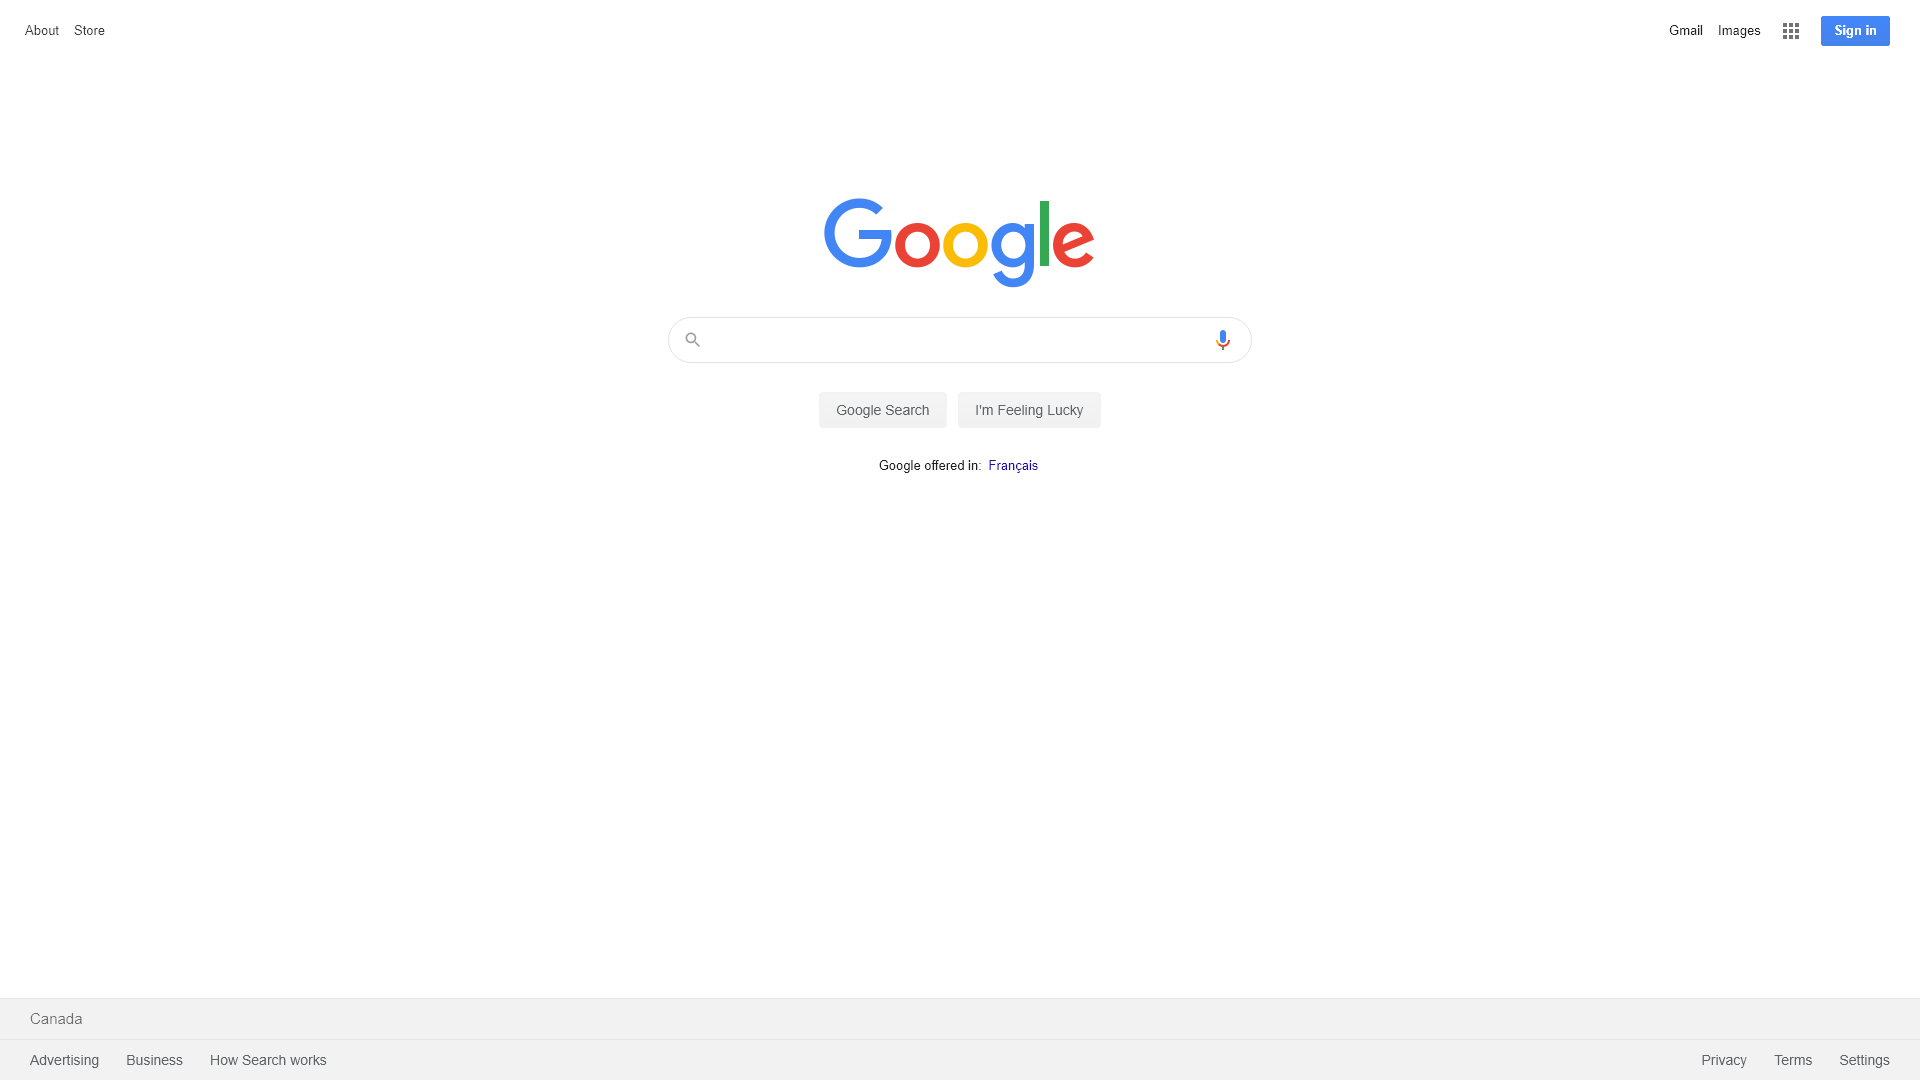 About Store Gmail Images Sign in
Google
Google Search I'm Feeling Lucky
Google offered in: Français
Canada
Advertising Business How Search works Privacy Terms Settings